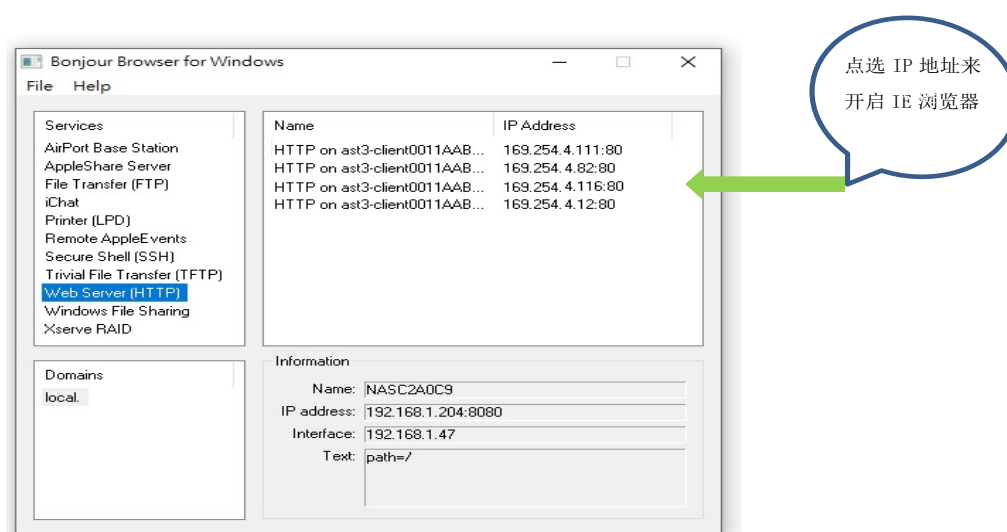 Bonjour Browser for Windows
File Help
Services
AirPort Base Station
AppleShare Server
File Transfer (FTP)
iChat
Printer (LPD)
Remote AppleEvents
Secure Shell (SSH)
Trivial File Transfer (TFTP)
Web Server (HTTP)
Windows File Sharing
Xserve RAID
Name IP Address
HTTP on ast3-client0011AAB... 169.254.4.111:80
HTTP on ast3-client0011AAB... 169.254.4.82:80
HTTP on ast3-client0011AAB... 169.254.4.116:80
HTTP on ast3-client0011AAB... 169.254.4.12:80
点选 IP 地址来
开启 IE 浏览器
Domains
local.
Information
Name: NASC2A0C9
IP address: 192.168.1.204:8080
Interface: 192.168.1.47
Text: path=/